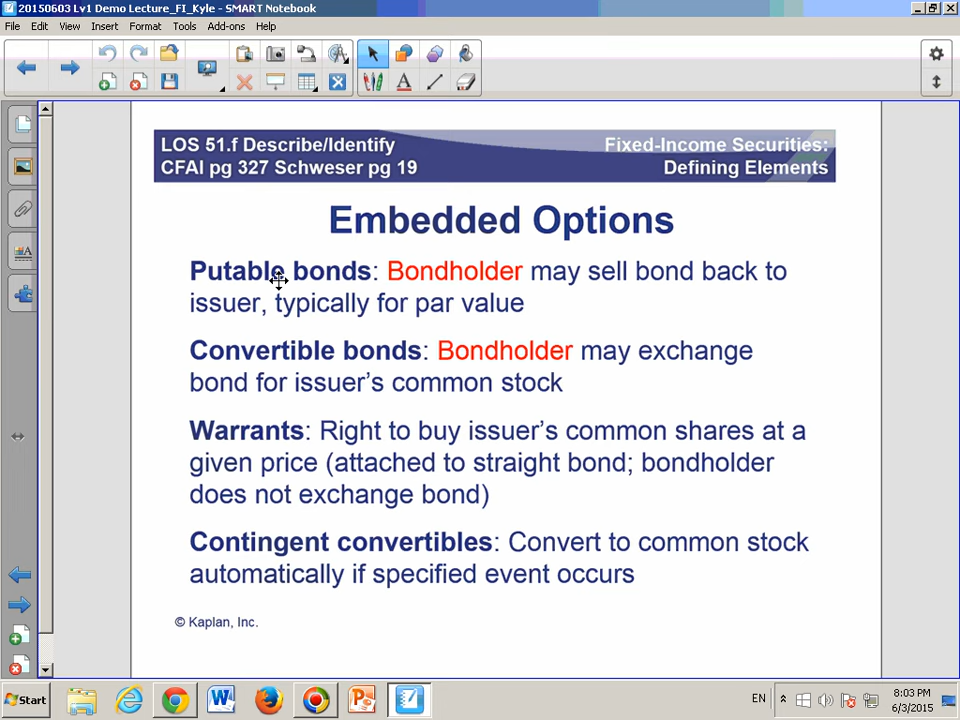 20150603 Lv1 Demo Lecture_FI_Kyle - SMART Notebook
File Edit View Insert Format Tools Add-ons Help
LOS 51.f Describe/Identify
CFAI pg 327 Schweser pg 19
Fixed-Income Securities:
Defining Elements
Embedded Options
Putable bonds: Bondholder may sell bond back to
issuer, typically for par value
Convertible bonds: Bondholder may exchange
bond for issuer's common stock
Warrants: Right to buy issuer's common shares at a
given price (attached to straight bond; bondholder
does not exchange bond)
Contingent convertibles: Convert to common stock
automatically if specified event occurs
© Kaplan, Inc.
Start
EN
8:03 PM
6/3/2015